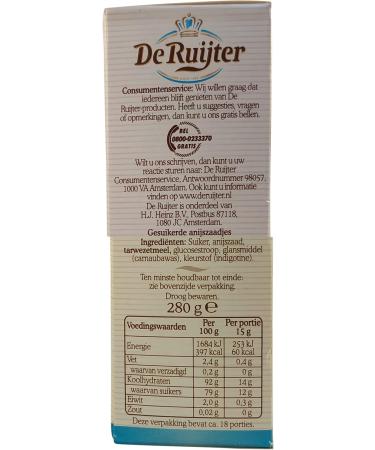 De Ruijter
Consumentenservice: Wij willen graag dat
iedereen blijft genieten van De
Ruijter-producten. Heeft u suggesties, vragen
of opmerkingen, dan kunt u ons gratis bellen.
BEL
0800-0233370
GRATIS
Wilt u ons schrijven, dan kunt u uw
reactie sturen naar: De Ruijter
Consumentenservice, Antwoordnummer 98057,
1000 VA Amsterdam. Ook kunt u informatie
vinden op www.deruijter.nl
De Ruijter is onderdeel van
H.J. Heinz B.V. Postbus 87118,
1080 JC Amsterdam.
Gesuikerde anijszaadjes
Ingrediënten: Suiker, anijszaad,
tarwezetmeel, glucosestroop, glansmiddel
(carnaubawas), kleurstof (indigotine).
Ten minste houdbaar tot einde:
zie bovenzijde verpakking.
Droog bewaren.
280 g ℮
Voedingswaarden Per 100 g Per portie 15 g
Energie 1684 kJ 253 kJ
397 kcal 60 kcal
Vet 2,4 g 0,4 g
waarvan verzadigd 0,2 g 0 g
Koolhydraten 92 g 14 g
waarvan suikers 79 g 12 g
Eiwit 2,0 g 0,3 g
Zout 0,02 g 0 g
Deze verpakking bevat ca. 18 porties.